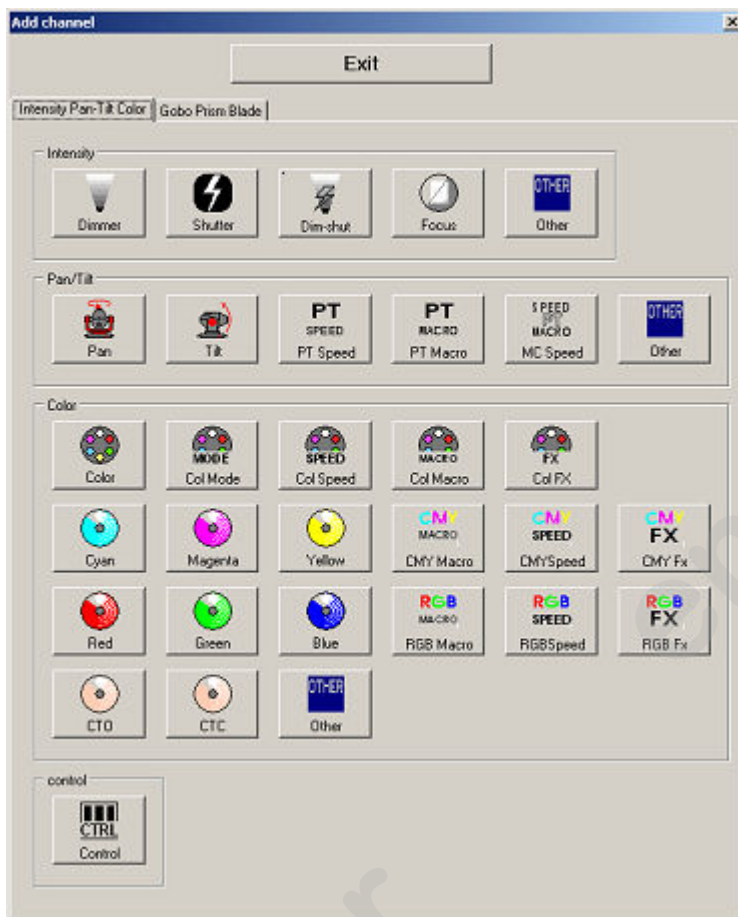 Add channel
Exit
Intensity Pan-Tilt Color
Gobo Prism Blade
Intensity
Dimmer
Shutter
Dim-shut
Focus
OTHER
Other
Pan/Tilt
Pan
Tilt
PT
SPEED
PT Speed
PT
MACRO
PT Macro
SPEED
PT
MACRO
MC Speed
OTHER
Other
Color
Color
MODE
Col Mode
SPEED
Col Speed
MACRO
Col Macro
FX
Col FX
Cyan
Magenta
Yellow
CMY
MACRO
CMY Macro
CMY
SPEED
CMYSpeed
CMY
FX
CMY Fx
Red
Green
Blue
RGB
MACRO
RGB Macro
RGB
SPEED
RGBSpeed
RGB
FX
RGB Fx
CTO
CTC
OTHER
Other
control
CTRL
Control